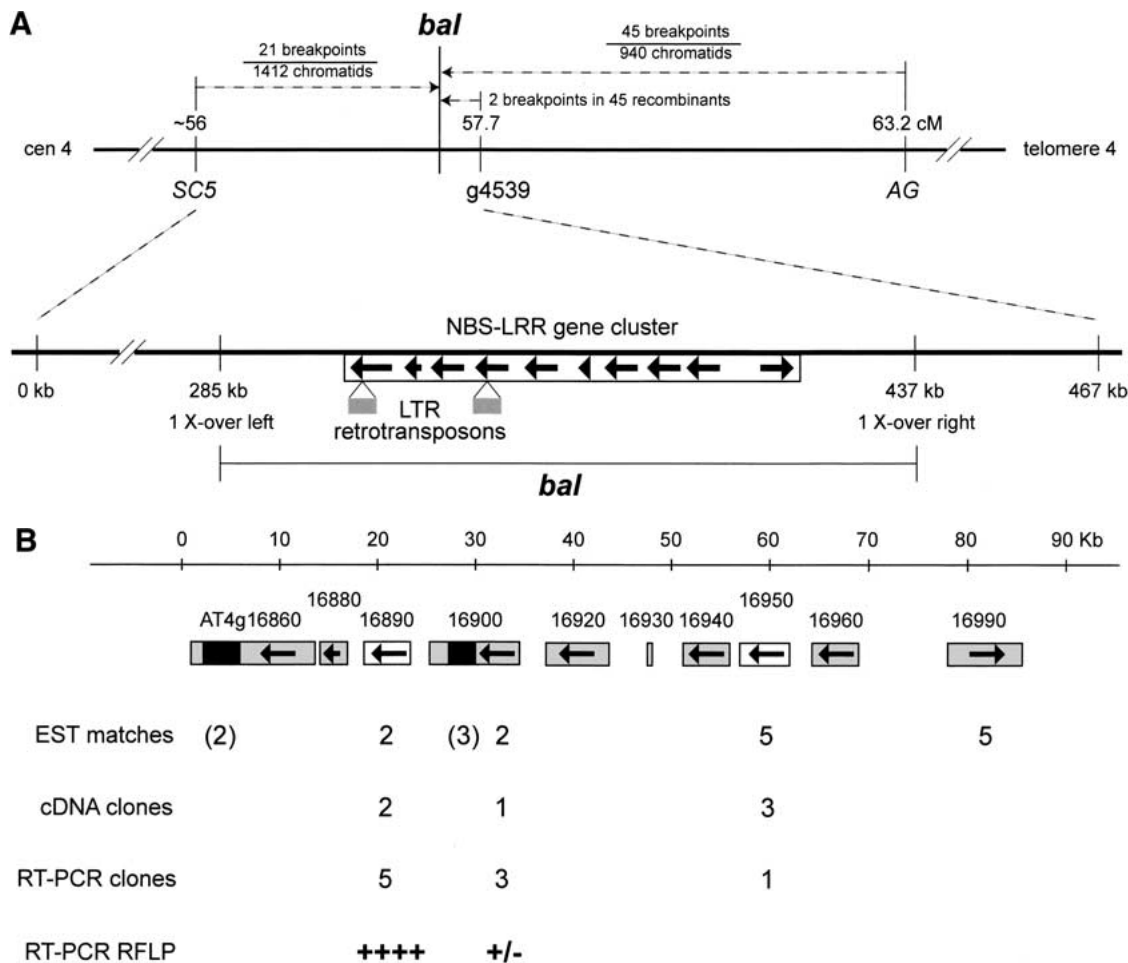 A
bal
21 breakpoints
1412 chromatids
45 breakpoints
940 chromatids
2 breakpoints in 45 recombinants
~56
57.7
63.2 cM
cen 4
telomere 4
SC5
g4539
AG
NBS-LRR gene cluster
0 kb
285 kb
437 kb
467 kb
1 X-over left
LTR
retrotransposons
1 X-over right
bal
B
0 10 20 30 40 50 60 70 80 90 Kb
16880 16950
AT4g16860 16890 16900 16920 16930 16940 16960 16990
EST matches (2) 2 (3) 2 5 5
cDNA clones 2 1 3
RT-PCR clones 5 3 1
RT-PCR RFLP ++++ +/-